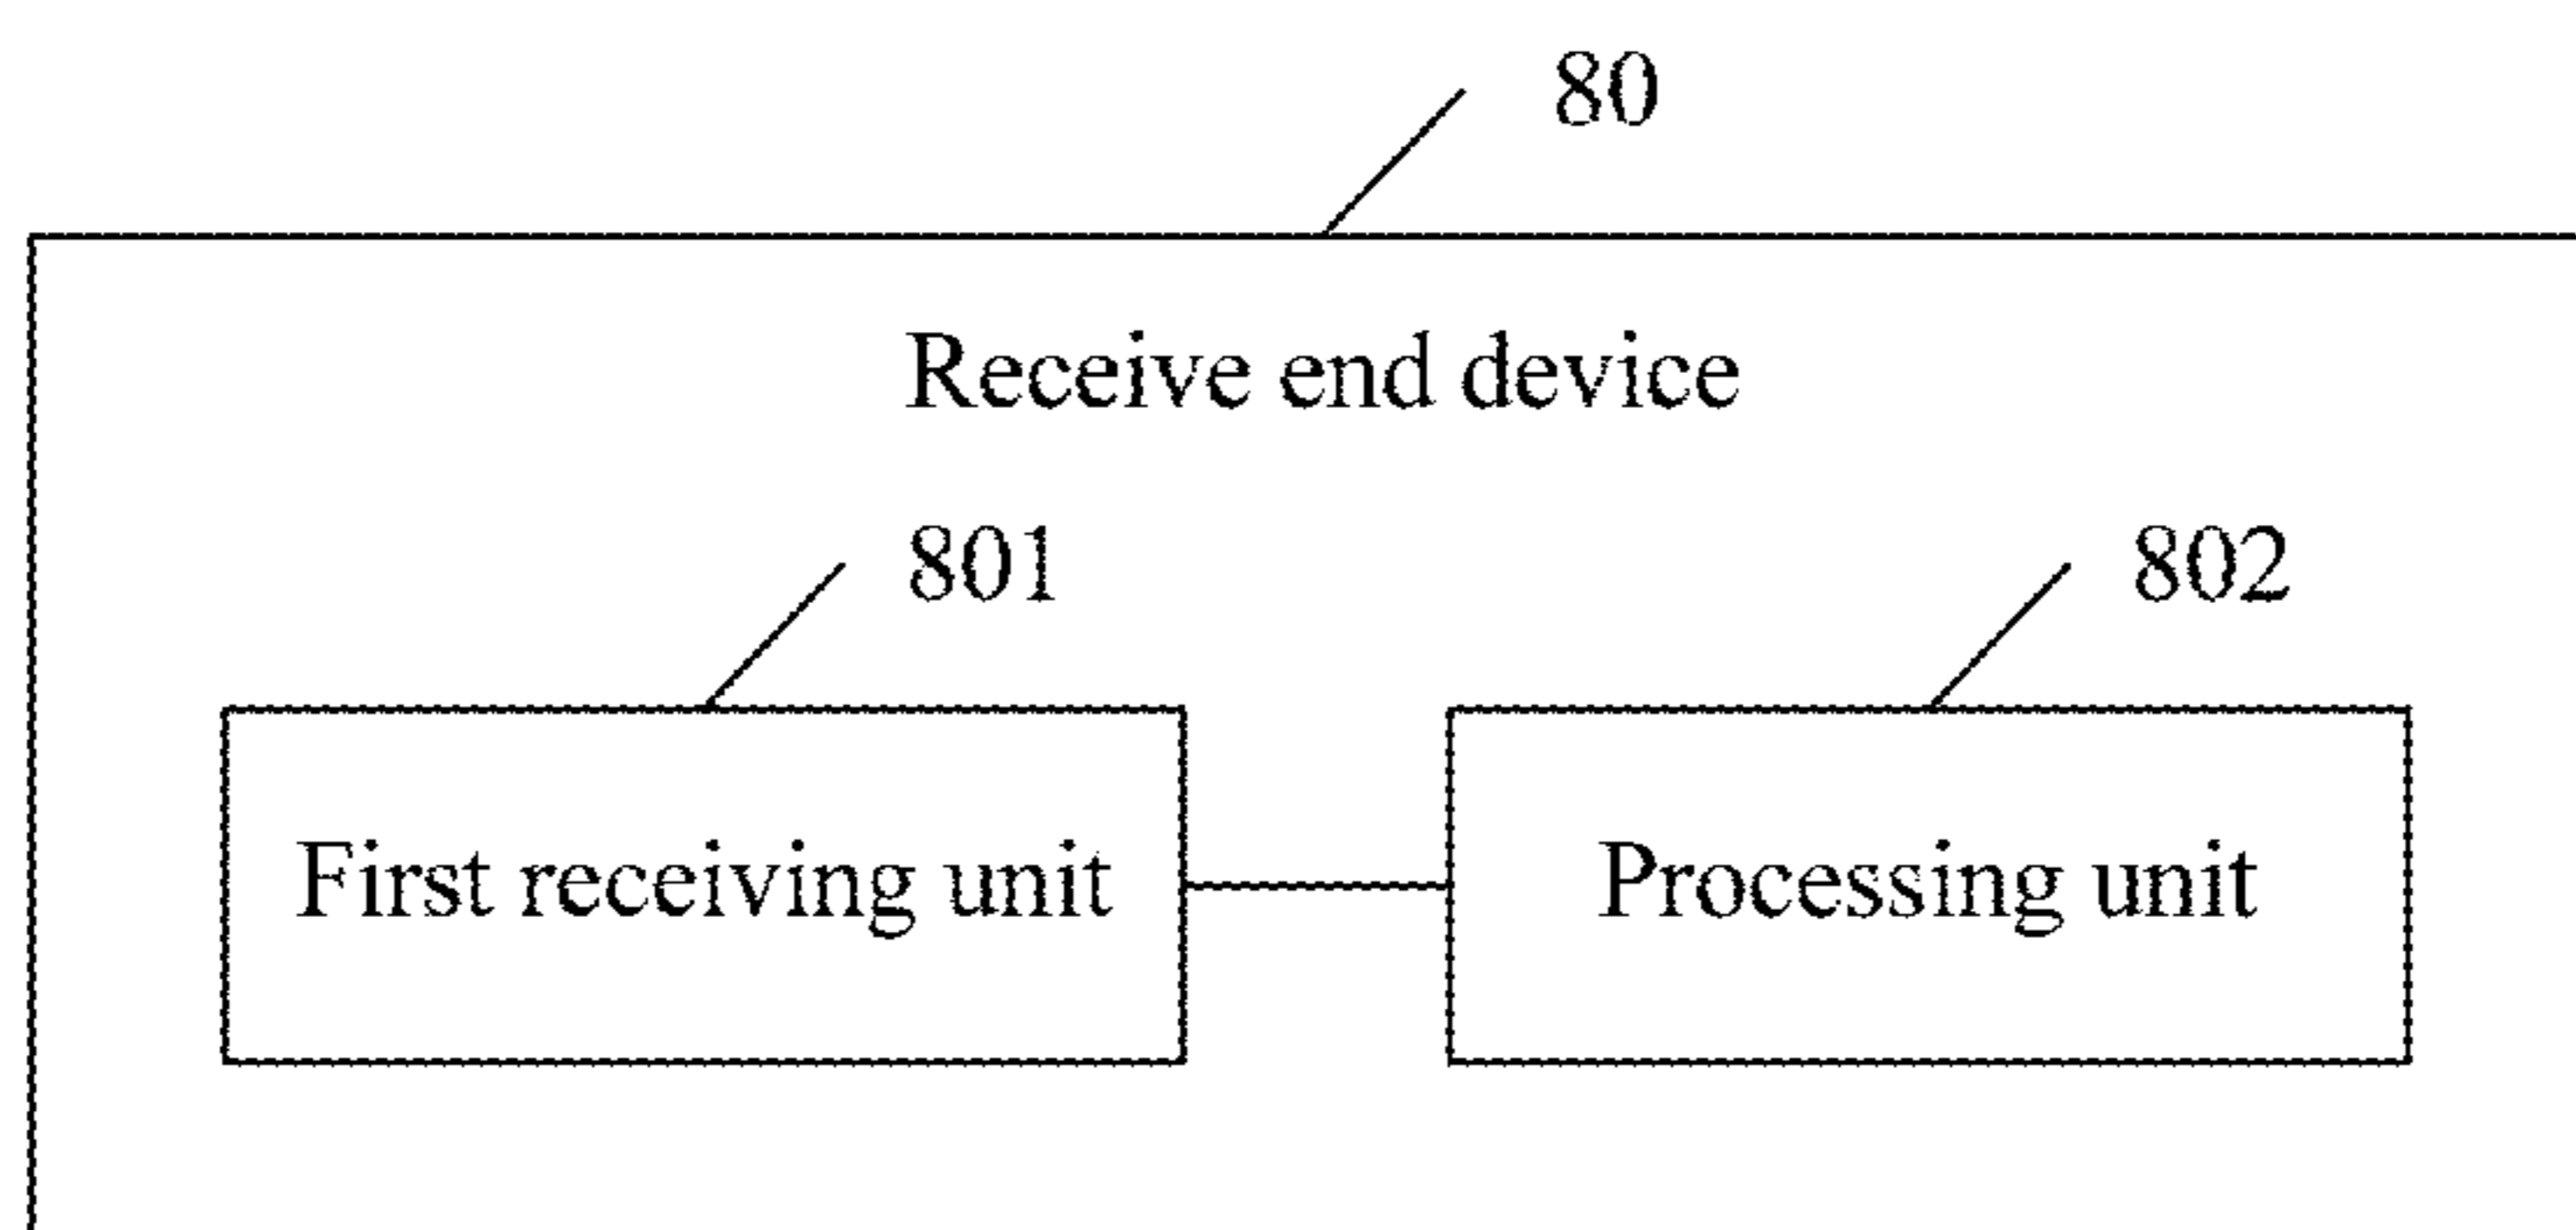 80
Receive end device
801
802
First receiving unit
Processing unit